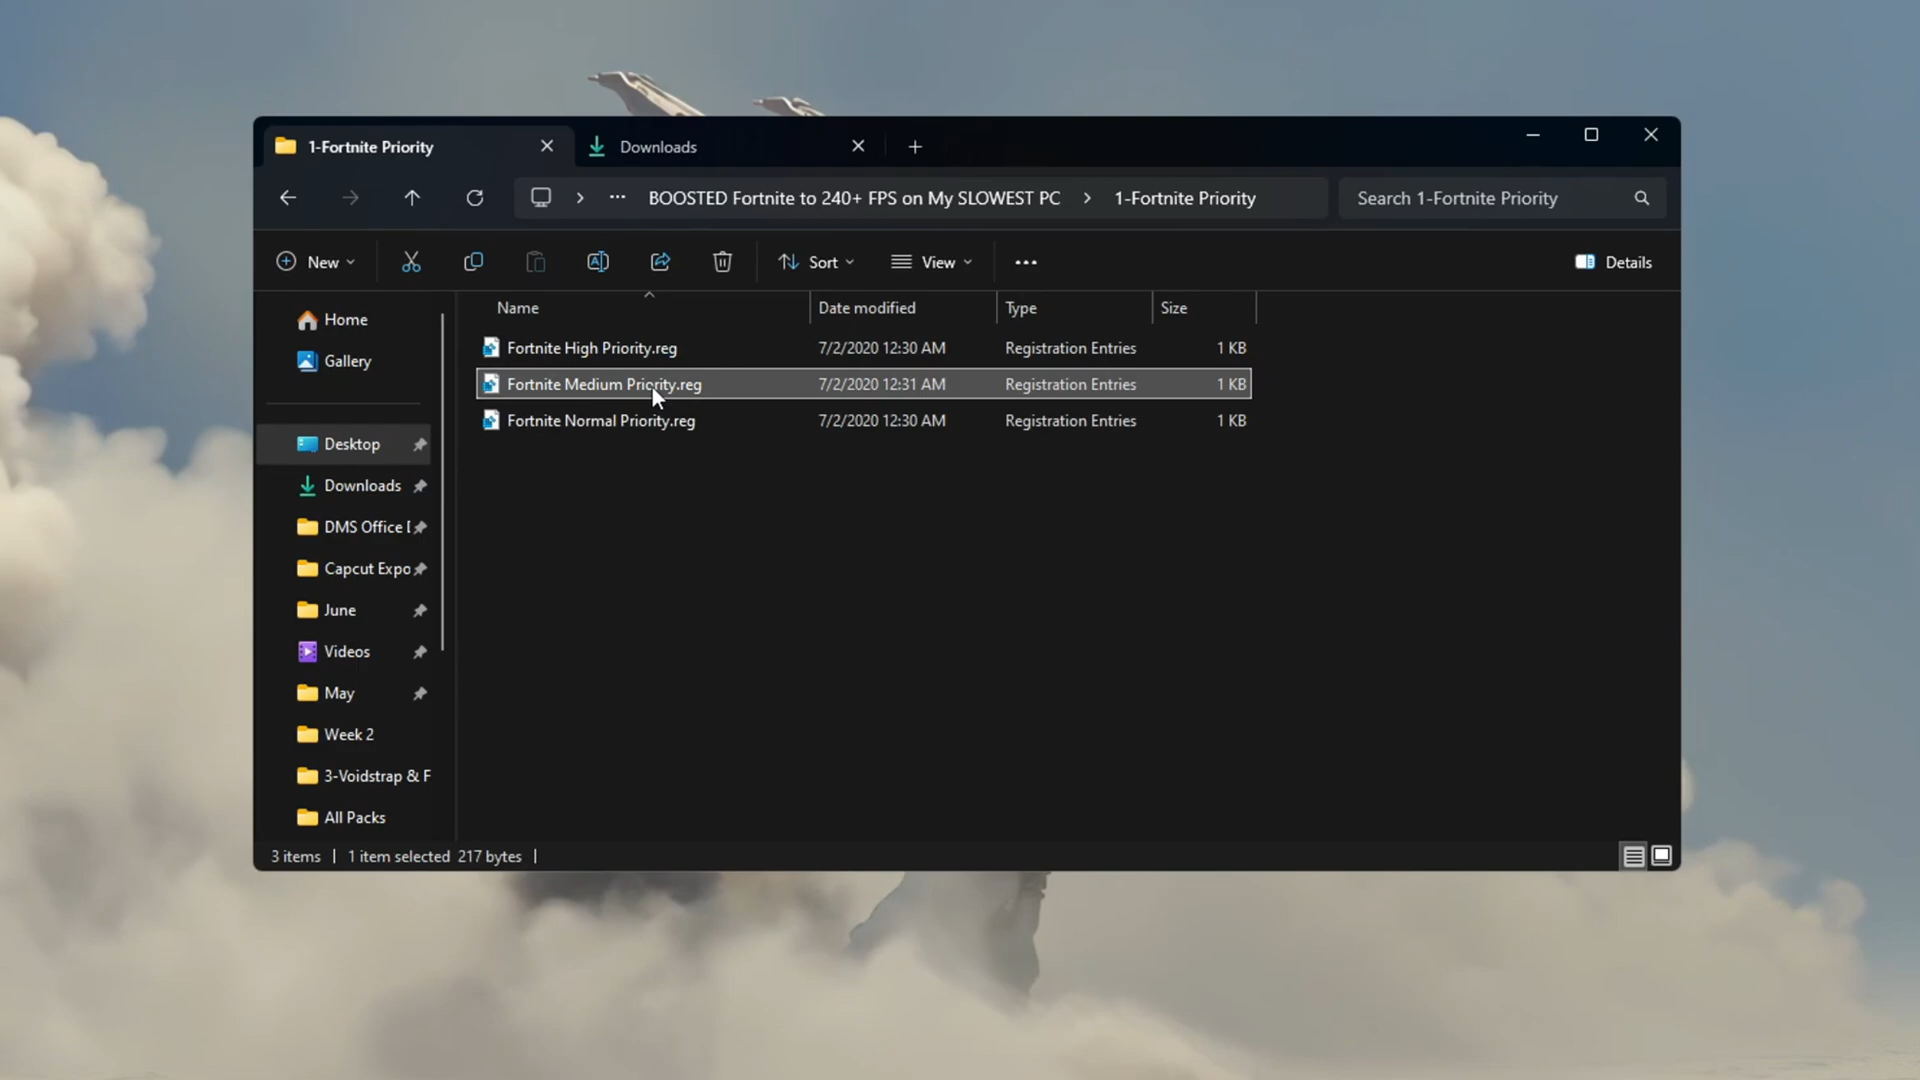 1-Fortnite Priority
Downloads
BOOSTED Fortnite to 240+ FPS on My SLOWEST PC
1-Fortnite Priority
Search 1-Fortnite Priority
New
Sort
View
Details
Name
Date modified
Type
Size
Fortnite High Priority.reg 7/2/2020 12:30 AM Registration Entries 1 KB
Fortnite Medium Priority.reg 7/2/2020 12:31 AM Registration Entries 1 KB
Fortnite Normal Priority.reg 7/2/2020 12:30 AM Registration Entries 1 KB
Home
Gallery
Desktop
Downloads
DMS Office
Capcut Expo
June
Videos
May
Week 2
3-Voidstrap & F
All Packs
3 items
1 item selected 217 bytes